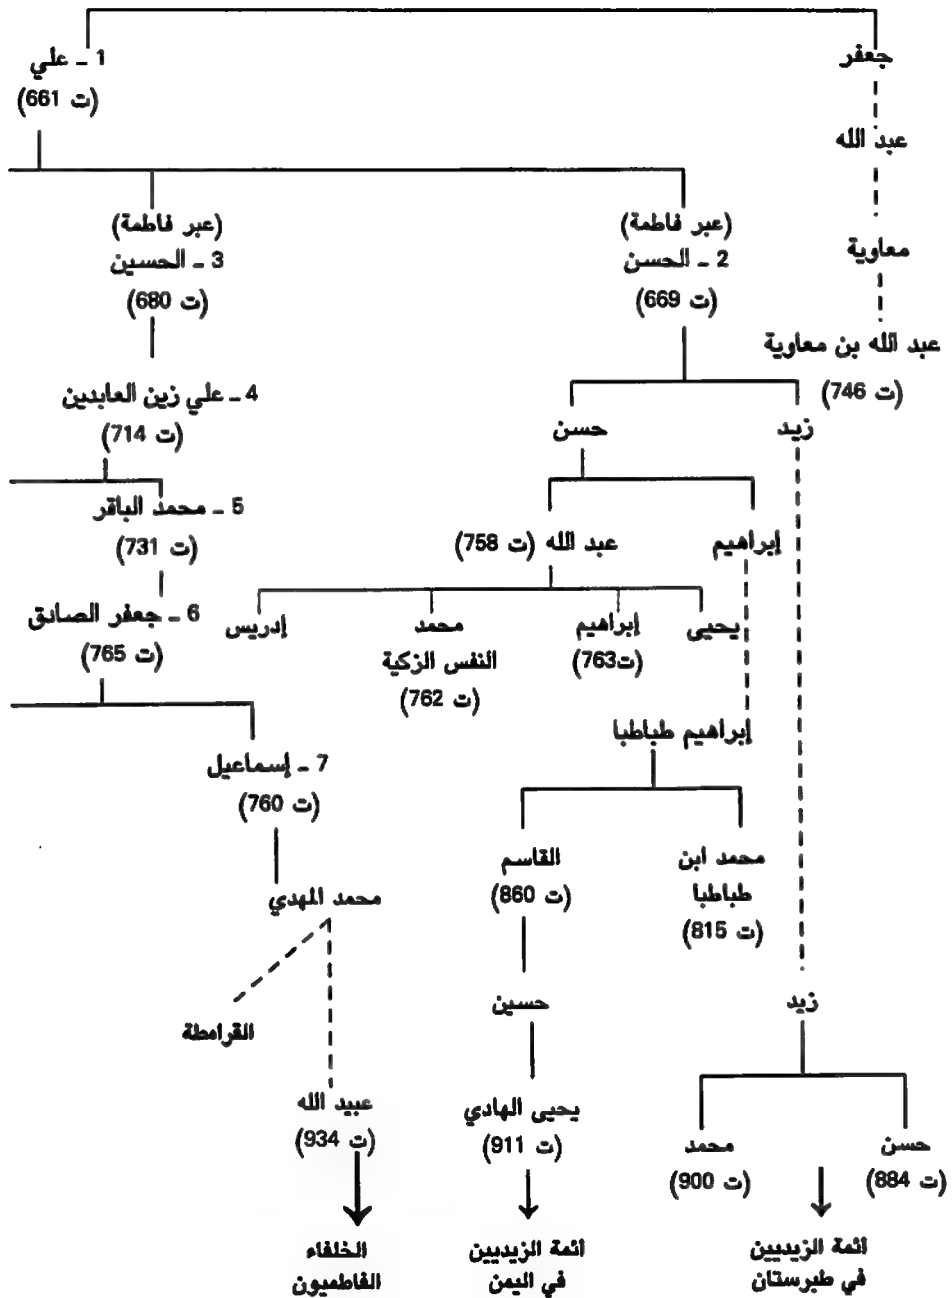 جعفر
1 ـ علي
(ت 661)
عبد الله
(عبر فاطمة)
(عبر فاطمة)
معاوية
2 ـ الحسن
3 ـ الحسين
(ت 669)
(ت 680)
عبد الله بن معاوية
(ت 746)
4 ـ علي زين العابدين
(ت 714)
زيد
حسن
5 ـ محمد الباقر
(ت 731)
إبراهيم
عبد الله (ت 758)
6 ـ جعفر الصادق
(ت 765)
يحيى
إبراهيم
(ت763)
محمد
النفس الزكية
(ت 762)
إدريس
إبراهيم طباطبا
7 ـ إسماعيل
(ت 760)
محمد ابن
طباطبا
(ت 815)
القاسم
(ت 860)
محمد المهدي
زيد
حسين
القرامطة
عبيد الله
(ت 934)
يحيى الهادي
(ت 911)
حسن
(ت 884)
محمد
(ت 900)
ائمة الزيديين
في طبرستان
ائمة الزيديين
في اليمن
الخلفاء
الفاطميون